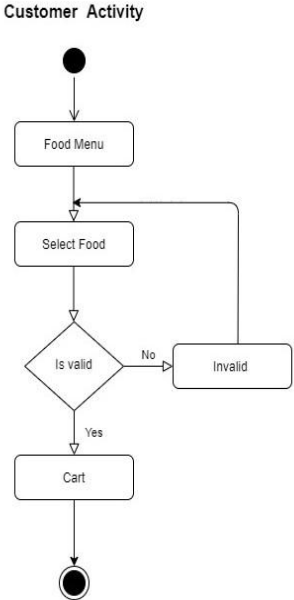 Customer Activity
Food Menu
Select Food
Is valid
No
Invalid
Yes
Cart